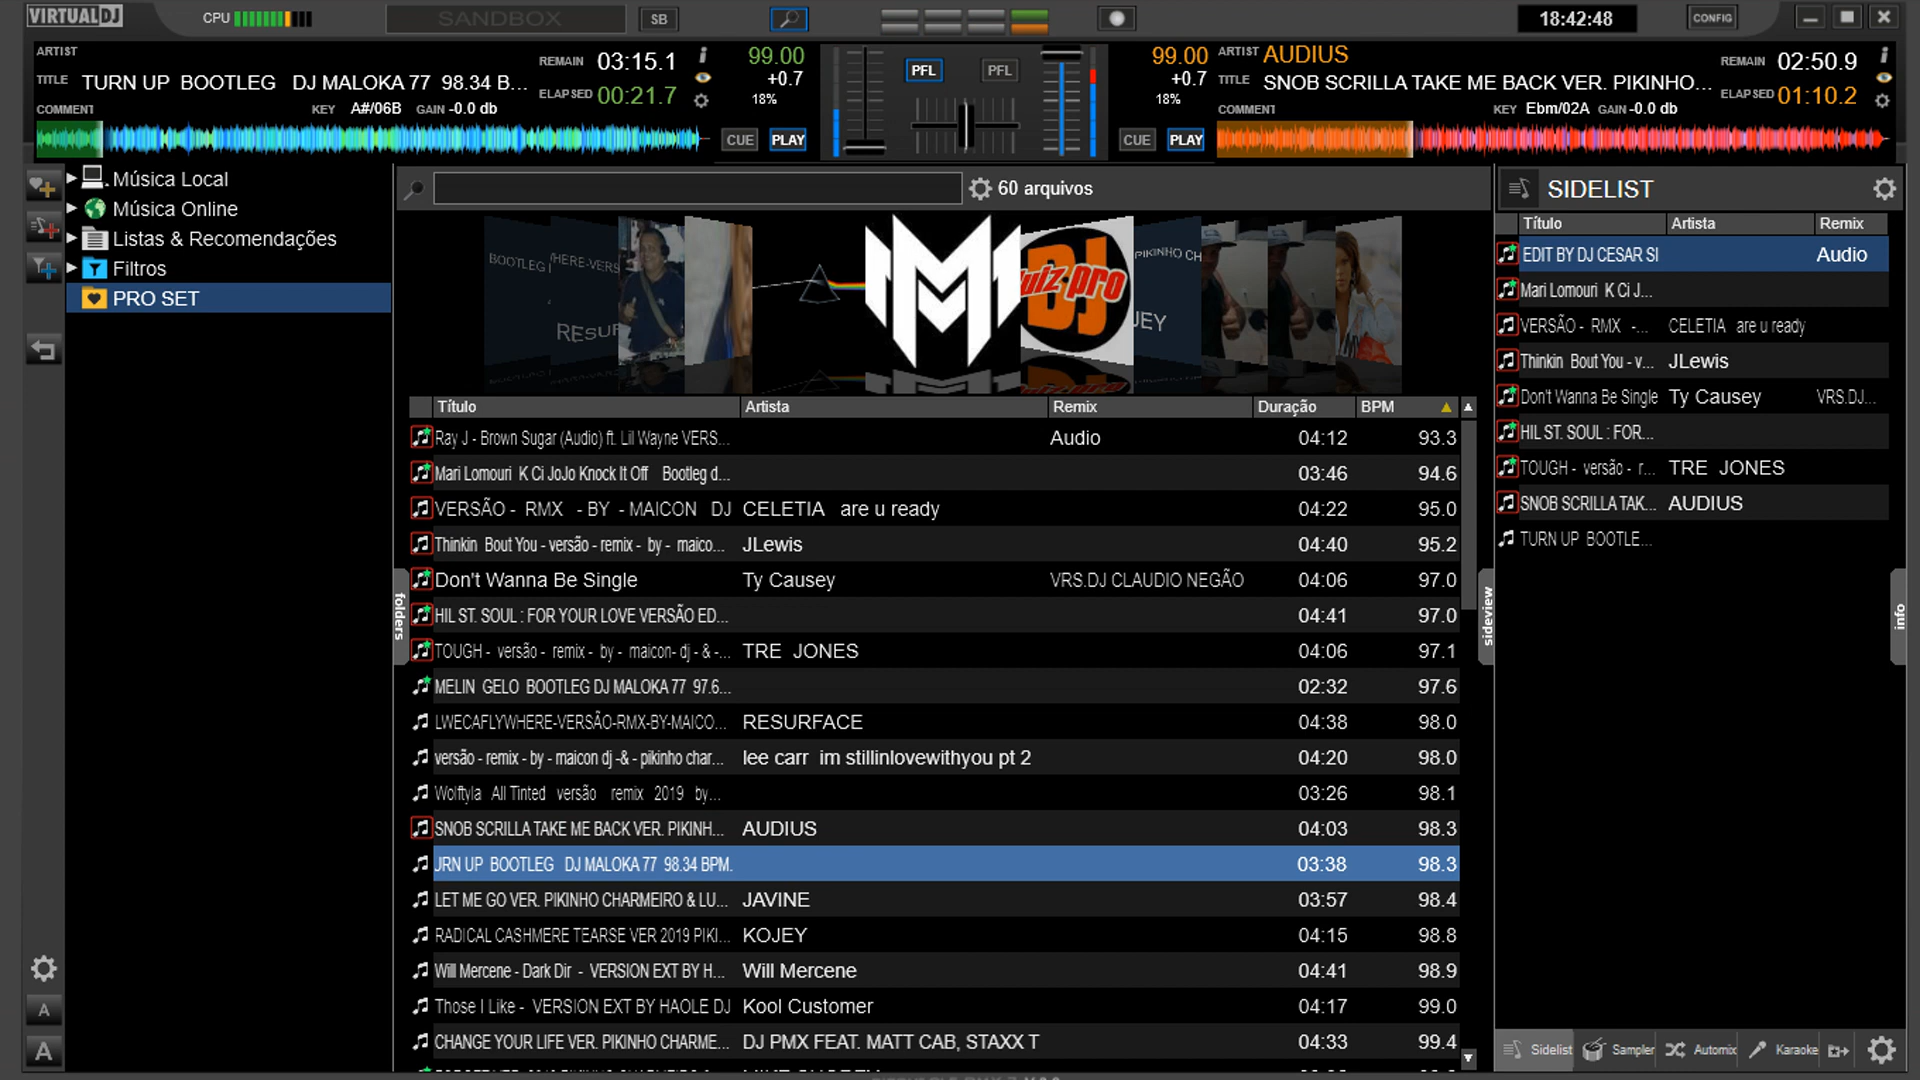 VIRTUALDJ
CPU
SANDBOX
SB
18:42:48
CONFIG
ARTIST
TITLE TURN UP BOOTLEG DJ MALOKA 77 98.34 B...
COMMENT
REMAIN 03:15.1
ELAPSED 00:21.7
KEY A#/06B GAIN -0.0 db
99.00
+0.7
18%
CUE PLAY
PFL PFL
99.00
+0.7
18%
CUE PLAY
ARTIST AUDIUS
TITLE SNOB SCRILLA TAKE ME BACK VER. PIKINHO...
COMMENT
REMAIN 02:50.9
ELAPSED 01:10.2
KEY Ebm/02A GAIN -0.0 db
Música Local
Música Online
Listas & Recomendações
Filtros
PRO SET
A
A
folders
60 arquivos
DJ
pro
PIKINHO CH
Título Artista Remix Duração BPM
Ray J - Brown Sugar (Audio) ft. Lil Wayne VERS... Audio 04:12 93.3
Mari Lomouri K Ci JoJo Knock It Off Bootleg d... 03:46 94.6
VERSÃO - RMX - BY - MAICON DJ CELETIA are u ready 04:22 95.0
Thinkin Bout You - versão - remix - by - maico... JLewis 04:40 95.2
Don't Wanna Be Single Ty Causey VRS.DJ CLAUDIO NEGÃO 04:06 97.0
HIL ST. SOUL : FOR YOUR LOVE VERSÃO ED... 04:41 97.0
TOUGH - versão - remix - by - maicon- dj - & -... TRE JONES 04:06 97.1
MELIN GELO BOOTLEG DJ MALOKA 77 97.6... 02:32 97.6
LWECAFLYWHERE-VERSÃO-RMX-BY-MAICO... RESURFACE 04:38 98.0
versão - remix - by - maicon dj -& - pikinho char... lee carr im stillinlovewithyou pt 2 04:20 98.0
Wolftyla All Tinted versão remix 2019 by... 03:26 98.1
SNOB SCRILLA TAKE ME BACK VER. PIKINH... AUDIUS 04:03 98.3
JRN UP BOOTLEG DJ MALOKA 77 98.34 BPM. 03:38 98.3
LET ME GO VER. PIKINHO CHARMEIRO & LU... JAVINE 03:57 98.4
RADICAL CASHMERE TEARSE VER 2019 PIKI... KOJEY 04:15 98.8
Will Mercene - Dark Dir - VERSION EXT BY H... Will Mercene 04:41 98.9
Those I Like - VERSION EXT BY HAOLE DJ Kool Customer 04:17 99.0
CHANGE YOUR LIFE VER. PIKINHO CHARME... DJ PMX FEAT. MATT CAB, STAXX T 04:33 99.4
sideview
SIDELIST
Título Artista Remix
EDIT BY DJ CESAR SI Audio
Mari Lomouri K Ci J...
VERSÃO - RMX -... CELETIA are u ready
Thinkin Bout You - v... JLewis
Don't Wanna Be Single Ty Causey VRS.DJ...
HIL ST. SOUL : FOR...
TOUGH - versão - r... TRE JONES
SNOB SCRILLA TAK... AUDIUS
TURN UP BOOTLE...
info
Sidelist Sampler Automix Karaoke